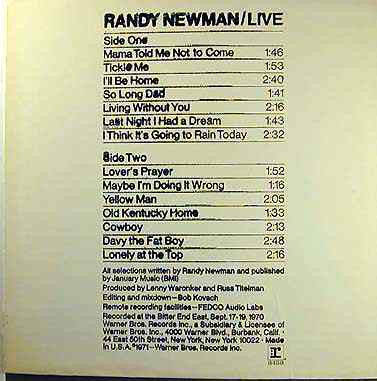 RANDY NEWMAN/LIVE
Side One
Mama Told Me Not to Come 1:46
Tickle Me 1:53
I'll Be Home 2:40
So Long Dad 1:41
Living Without You 2:16
Last Night I Had a Dream 1:43
I Think It's Going to Rain Today 2:32
Side Two
Lover's Prayer 1:52
Maybe I'm Doing It Wrong 1:16
Yellow Man 2:05
Old Kentucky Home 1:33
Cowboy 2:13
Davy the Fat Boy 2:48
Lonely at the Top 2:16
All selections written by Randy Newman and published
by January Music (BMI)
Produced by Lenny Waronker and Russ Titelman
Editing and mixdown–Bob Kovach
Remote recording facilities–FEDCO Audio Labs
Recorded at the Bitter End East, Sept. 17-19, 1970
Warner Bros. Records Inc., a Subsidiary & Licensee of
Warner Bros. Inc., 4000 Warner Blvd., Burbank, Calif. •
44 East 50th Street, New York, New York 10022 • Made
in U.S.A. ©1971–Warner Bros. Records Inc.